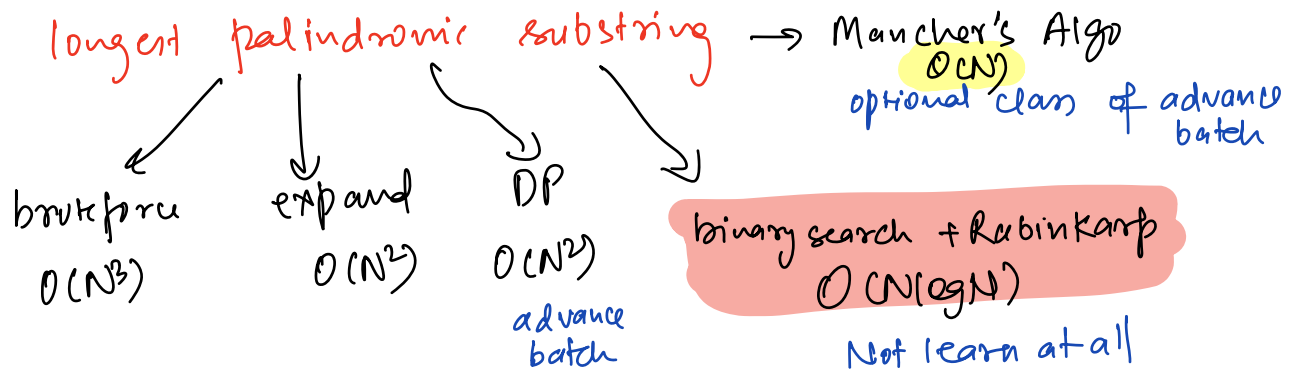 longest palindromic substring → Mancher's Algo
O(N)
optional class of advance
batch
bruteforce
O(N³)
expand
O(N²)
DP
O(N²)
advance
batch
binary search + Rabinkarp
O(NlogN)
Not learn at all